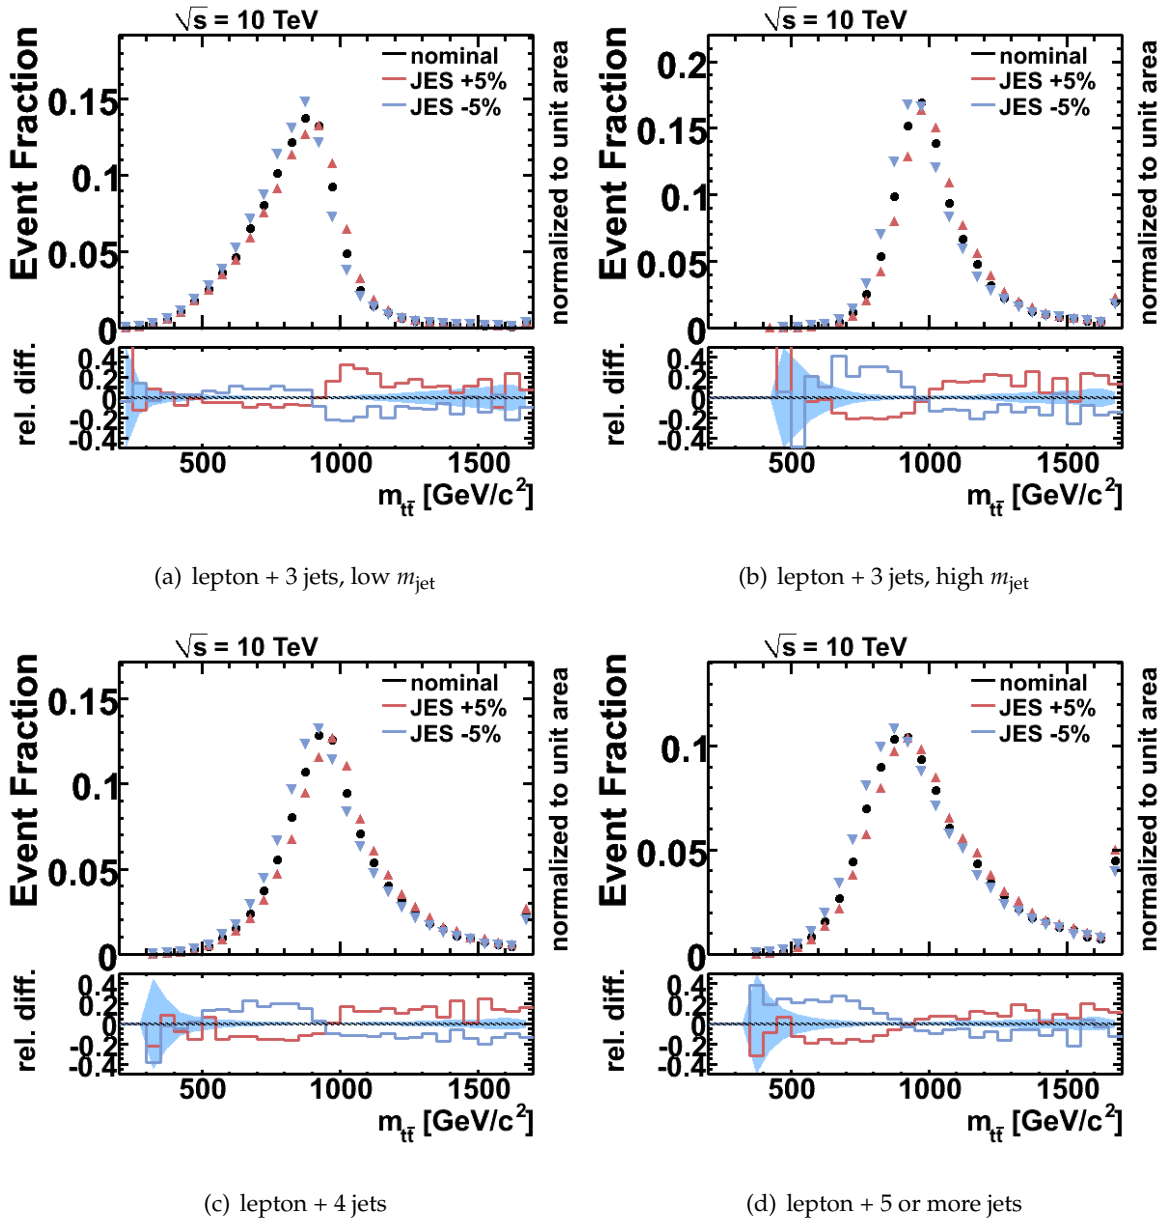 √s = 10 TeV
Event Fraction
normalized to unit area
nominal
JES +5%
JES -5%
0.15
0.1
0.05
0
rel. diff.
0.4
0.2
0
-0.2
-0.4
500 1000 1500
m_tt̄ [GeV/c²]
(a) lepton + 3 jets, low m_jet
√s = 10 TeV
Event Fraction
normalized to unit area
nominal
JES +5%
JES -5%
0.2
0.15
0.1
0.05
0
rel. diff.
0.4
0.2
0
-0.2
-0.4
500 1000 1500
m_tt̄ [GeV/c²]
(b) lepton + 3 jets, high m_jet
√s = 10 TeV
Event Fraction
normalized to unit area
nominal
JES +5%
JES -5%
0.15
0.1
0.05
0
rel. diff.
0.4
0.2
0
-0.2
-0.4
500 1000 1500
m_tt̄ [GeV/c²]
(c) lepton + 4 jets
√s = 10 TeV
Event Fraction
normalized to unit area
nominal
JES +5%
JES -5%
0.1
0.05
0
rel. diff.
0.4
0.2
0
-0.2
-0.4
500 1000 1500
m_tt̄ [GeV/c²]
(d) lepton + 5 or more jets